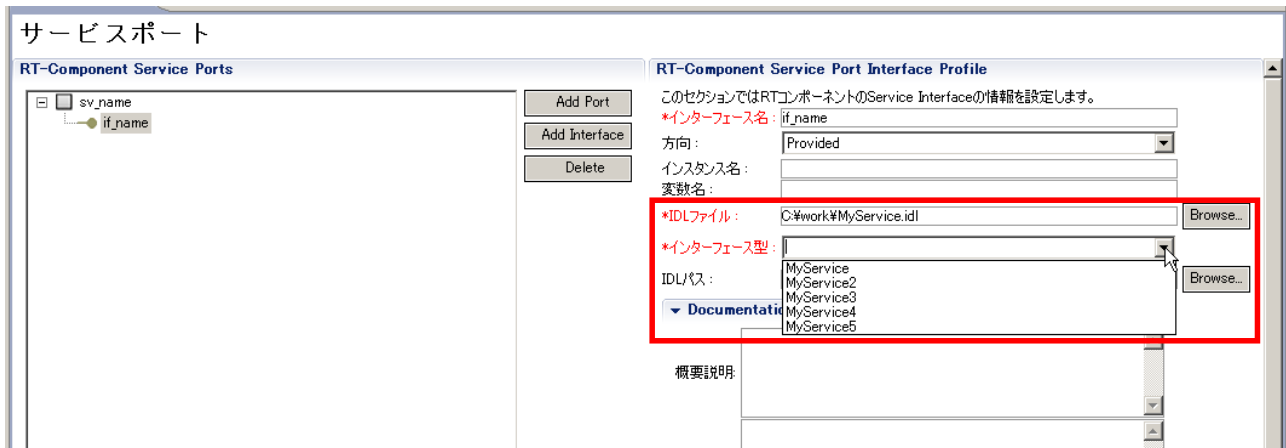 サービスポート
RT-Component Service Ports
sv_name
if_name
Add Port
Add Interface
Delete
RT-Component Service Port Interface Profile
このセクションではRTコンポーネントのService Interfaceの情報を設定します。
*インターフェース名 : if_name
方向 : Provided
インスタンス名 :
変数名 :
*IDLファイル : C:¥work¥MyService.idl Browse...
*インターフェース型 :
MyService
MyService2
MyService3
MyService4
MyService5
IDLパス : Browse...
概要説明: